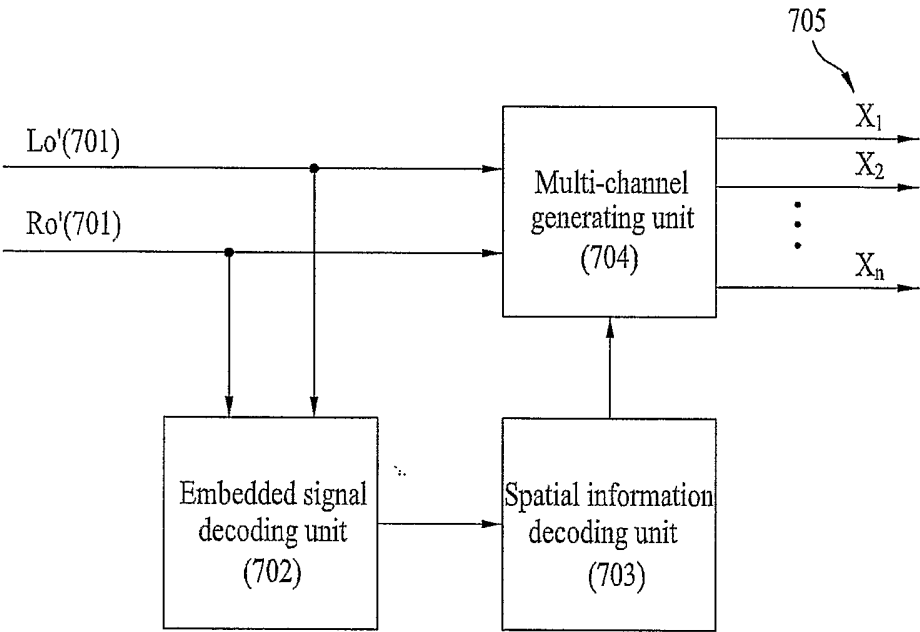 705
Lo'(701)
Ro'(701)
Multi-channel
generating unit
(704)
X1
X2
Xn
Embedded signal
decoding unit
(702)
Spatial information
decoding unit
(703)